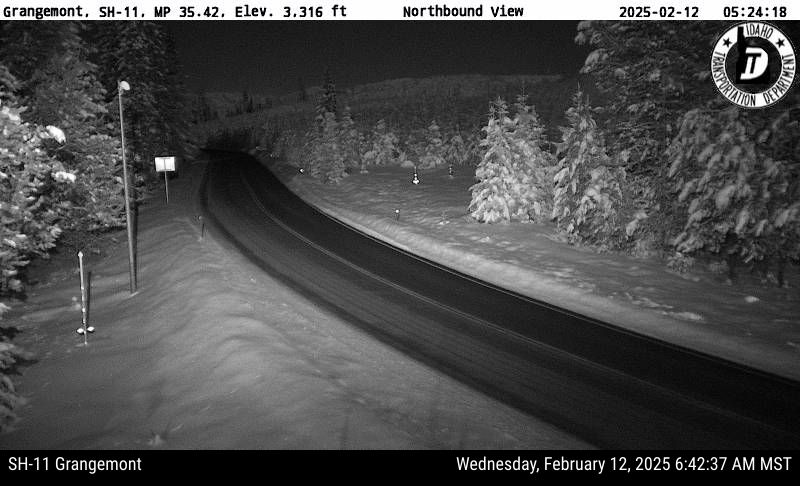 Grangemont, SH-11, MP 35.42, Elev. 3,316 ft Northbound View 2025-02-12 05:24:18
IDAHO
TRANSPORTATION DEPARTMENT
SH-11 Grangemont Wednesday, February 12, 2025 6:42:37 AM MST